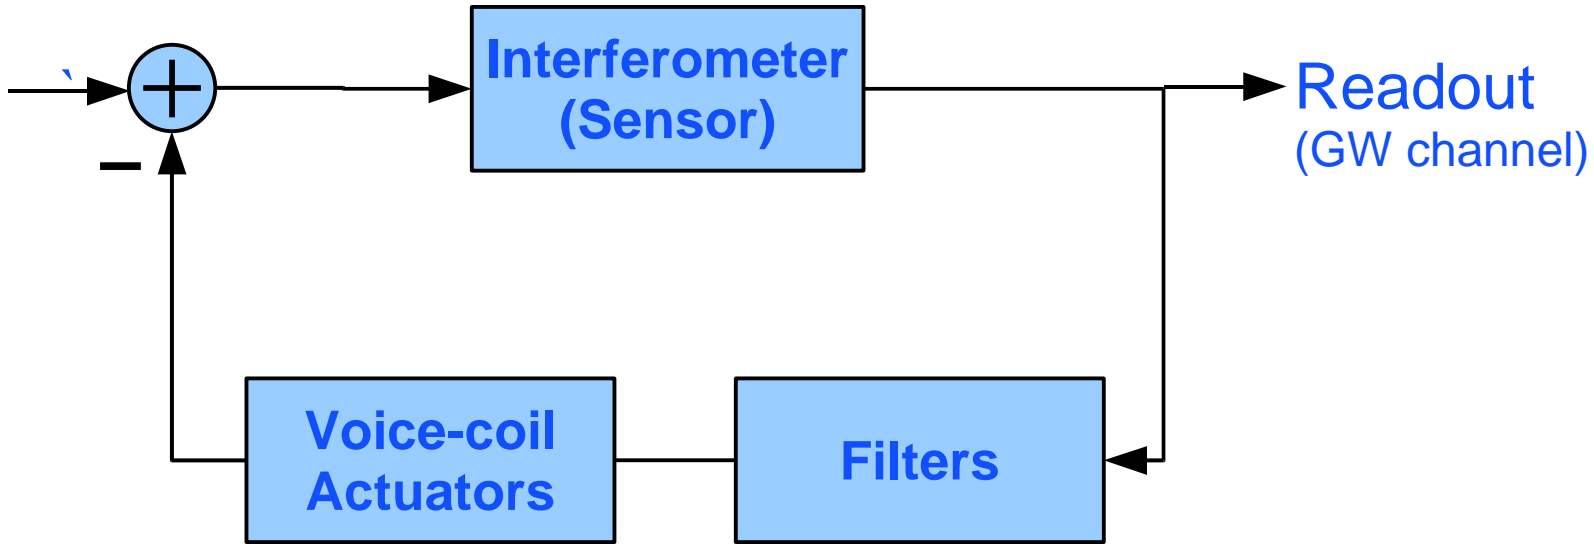 `
Interferometer
(Sensor)
Readout
(GW channel)
+
−
Voice-coil
Actuators
Filters